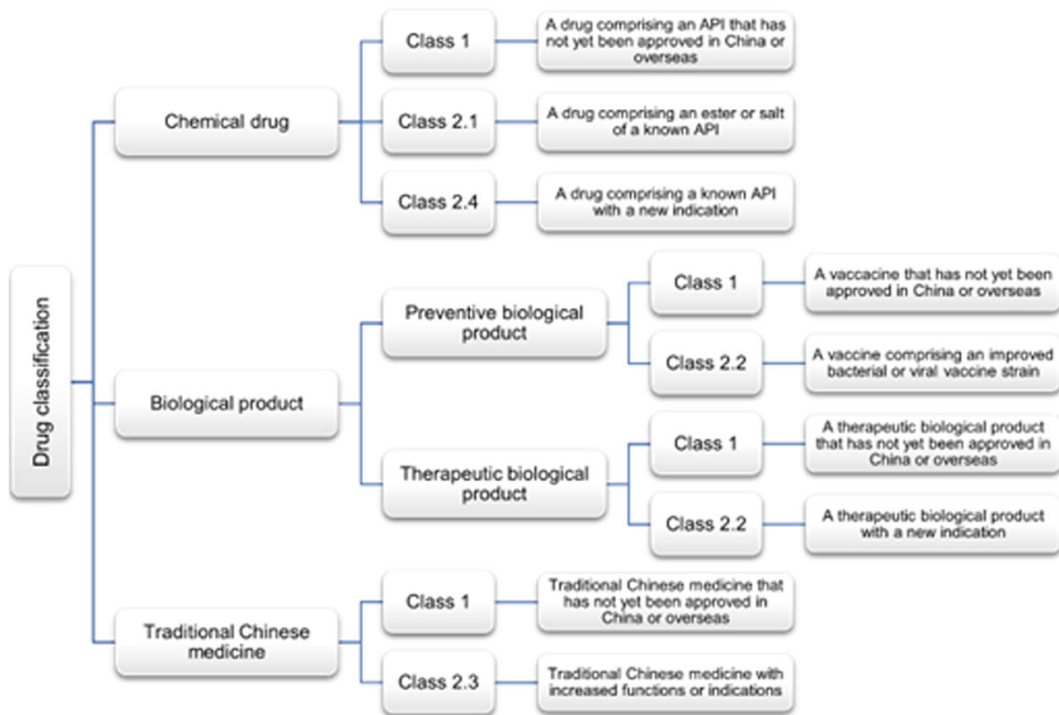 Drug classification
Chemical drug
Class 1
A drug comprising an API that has
not yet been approved in China or
overseas
Class 2.1
A drug comprising an ester or salt
of a known API
Class 2.4
A drug comprising a known API
with a new indication
Biological product
Preventive biological
product
Class 1
A vaccacine that has not yet been
approved in China or overseas
Class 2.2
A vaccine comprising an improved
bacterial or viral vaccine strain
Therapeutic biological
product
Class 1
A therapeutic biological product
that has not yet been approved in
China or overseas
Class 2.2
A therapeutic biological product
with a new indication
Traditional Chinese
medicine
Class 1
Traditional Chinese medicine that
has not yet been approved in
China or overseas
Class 2.3
Traditional Chinese medicine with
increased functions or indications